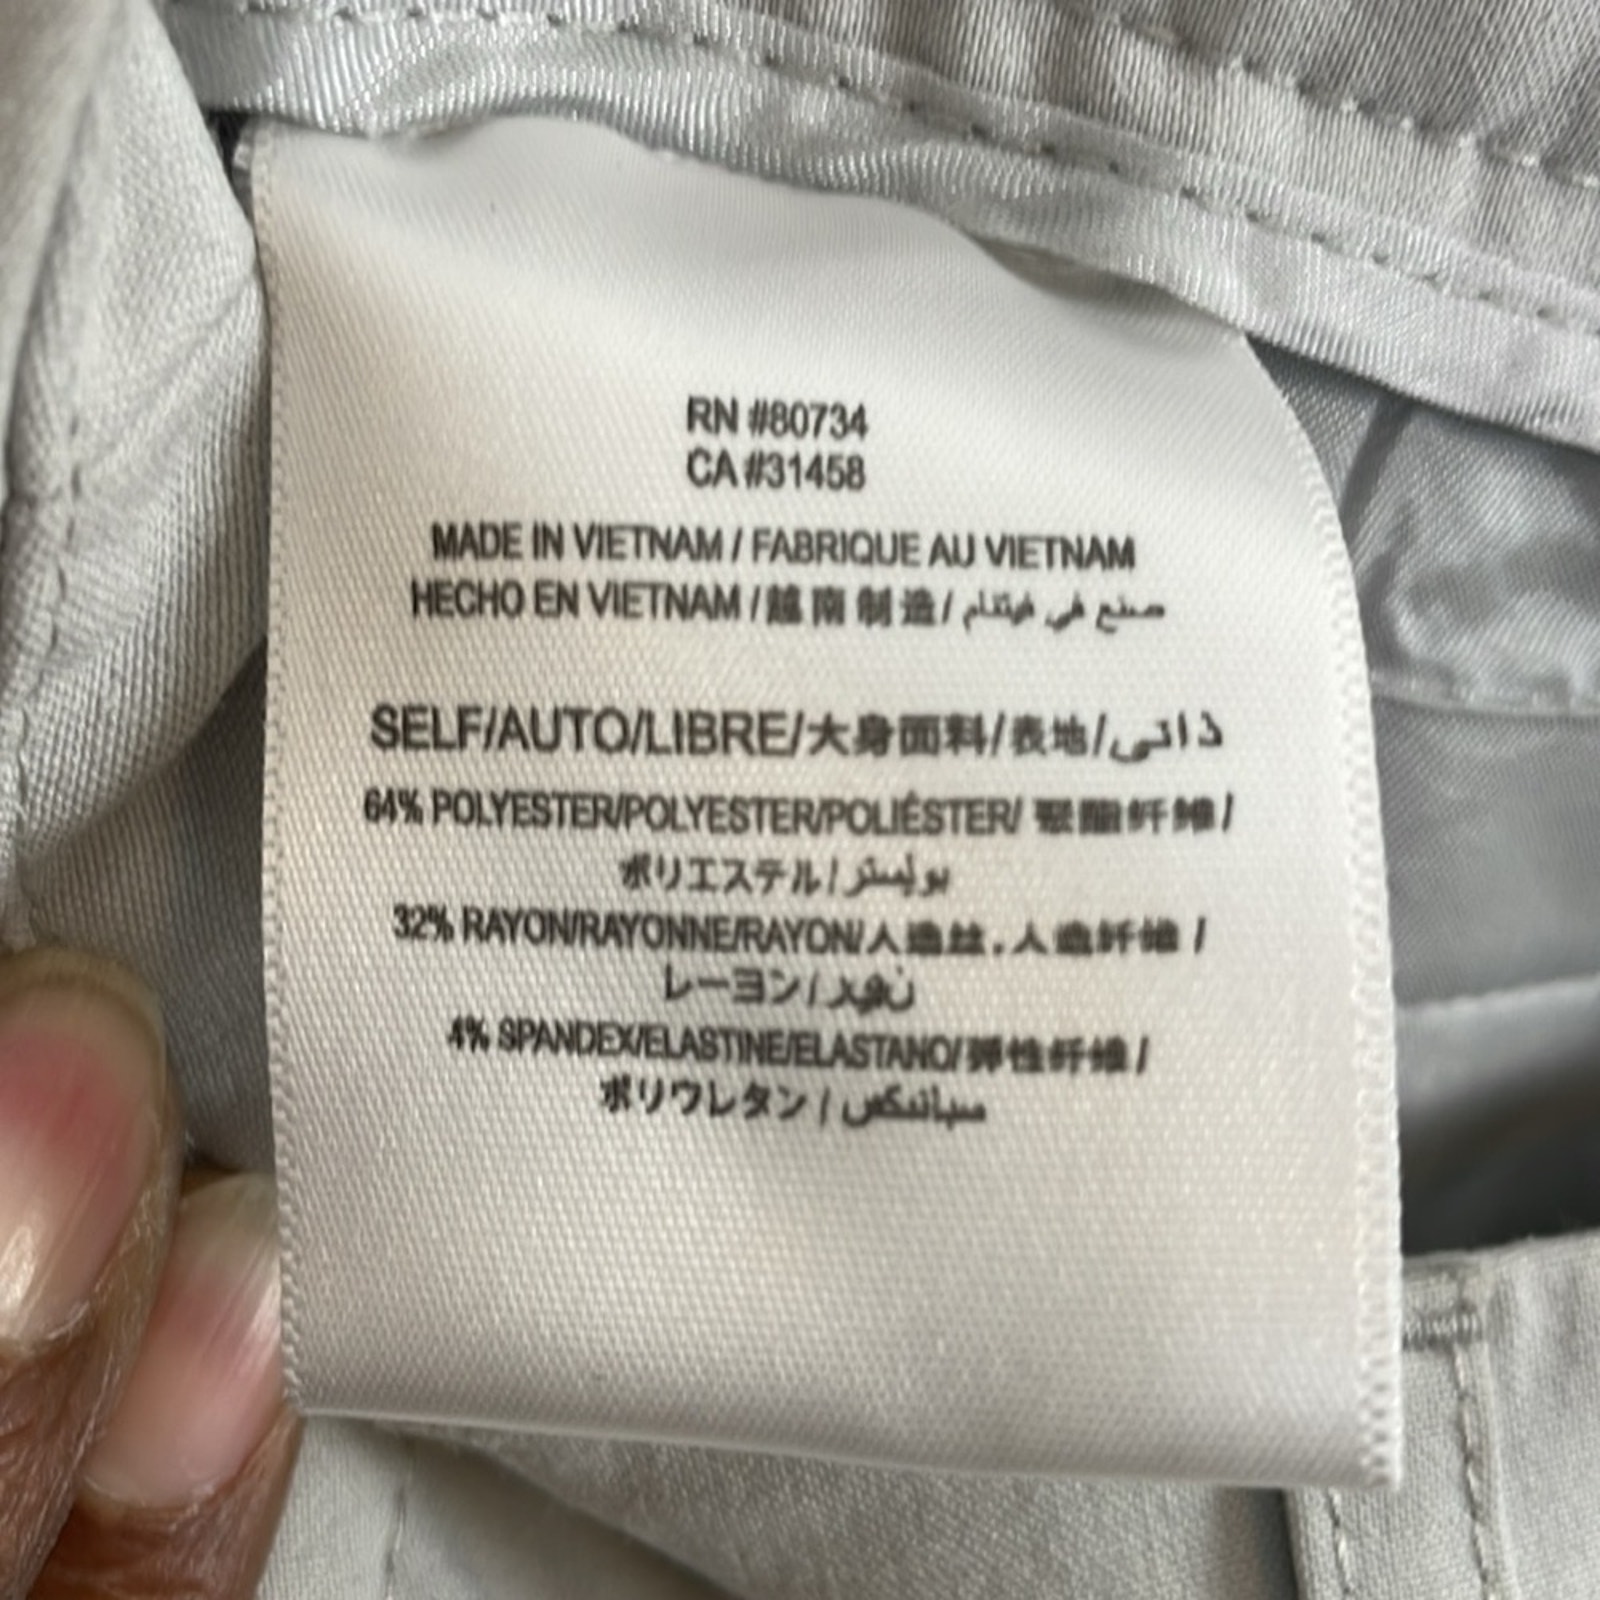 RN #80734
CA #31458
MADE IN VIETNAM / FABRIQUE AU VIETNAM
HECHO EN VIETNAM / 越南制造 / صنع في فيتنام
SELF/AUTO/LIBRE/大身面料/表地/ذاتي
64% POLYESTER/POLYESTER/POLIÉSTER/ 聚酯纤维 /
ポリエステル / بوليستر
32% RAYON/RAYONNE/RAYON/人造丝.人造纤维 /
レーヨン /
4% SPANDEX/ELASTINE/ELASTANO/弹性纤维 /
ポリウレタン / سباندكس